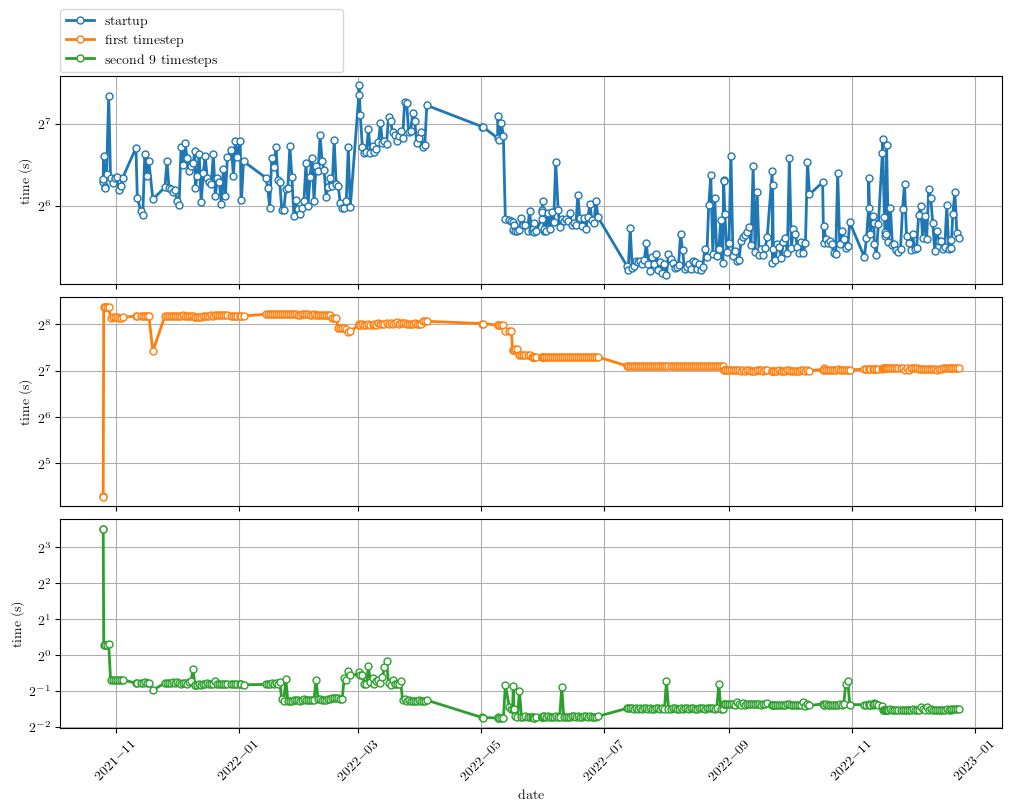 startup
first timestep
second 9 timesteps
2^7
2^6
time (s)
2^8
2^7
2^6
2^5
time (s)
2^3
2^2
2^1
2^0
2^−1
2^−2
time (s)
2021−11
2022−01
2022−03
2022−05
2022−07
2022−09
2022−11
2023−01
date